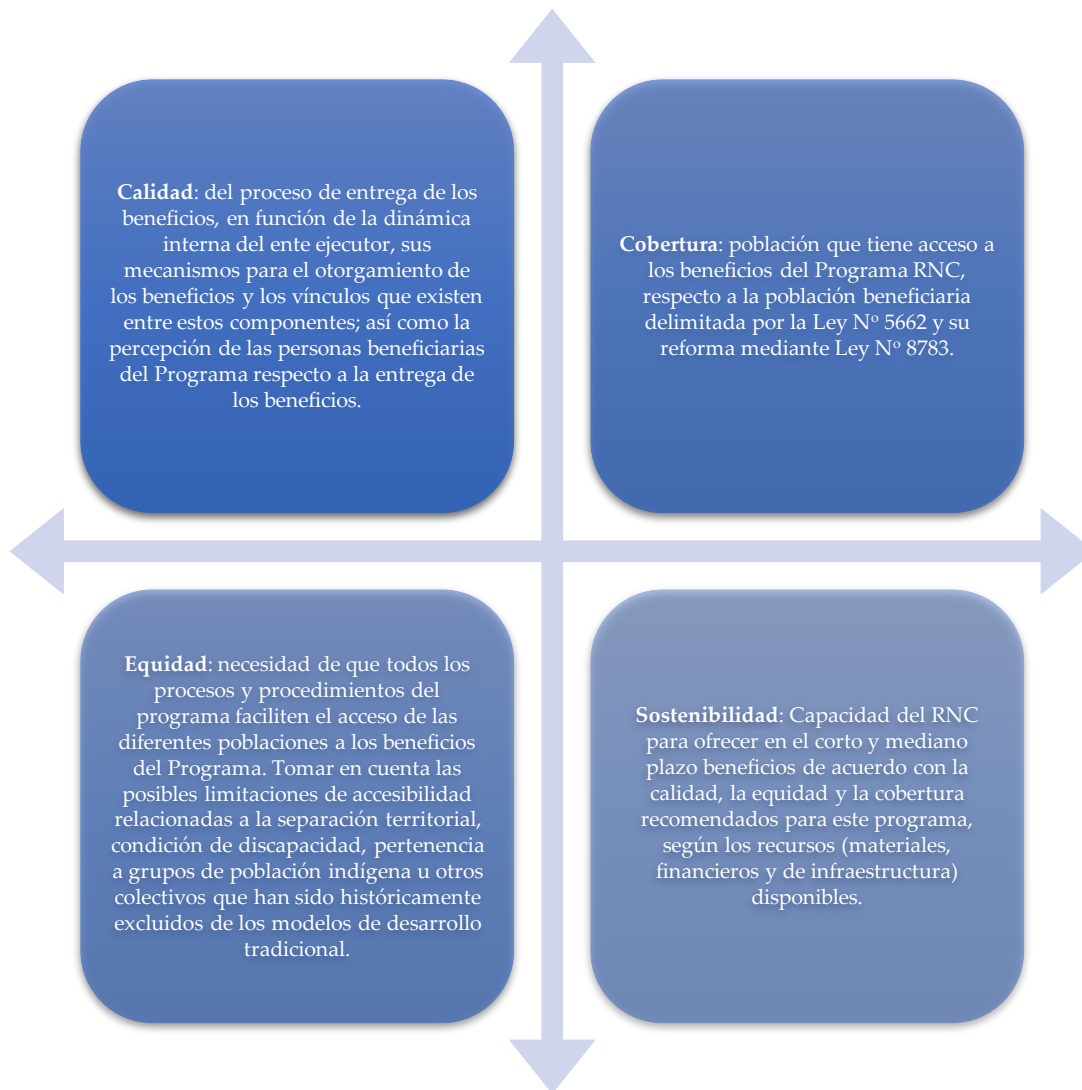 Calidad: del proceso de entrega de los
beneficios, en función de la dinámica
interna del ente ejecutor, sus
mecanismos para el otorgamiento de
los beneficios y los vínculos que existen
entre estos componentes; así como la
percepción de las personas beneficiarias
del Programa respecto a la entrega de
los beneficios.
Cobertura: población que tiene acceso a
los beneficios del Programa RNC,
respecto a la población beneficiaria
delimitada por la Ley Nº 5662 y su
reforma mediante Ley Nº 8783.
Equidad: necesidad de que todos los
procesos y procedimientos del
programa faciliten el acceso de las
diferentes poblaciones a los beneficios
del Programa. Tomar en cuenta las
posibles limitaciones de accesibilidad
relacionadas a la separación territorial,
condición de discapacidad, pertenencia
a grupos de población indígena u otros
colectivos que han sido históricamente
excluidos de los modelos de desarrollo
tradicional.
Sostenibilidad: Capacidad del RNC
para ofrecer en el corto y mediano
plazo beneficios de acuerdo con la
calidad, la equidad y la cobertura
recomendados para este programa,
según los recursos (materiales,
financieros y de infraestructura)
disponibles.